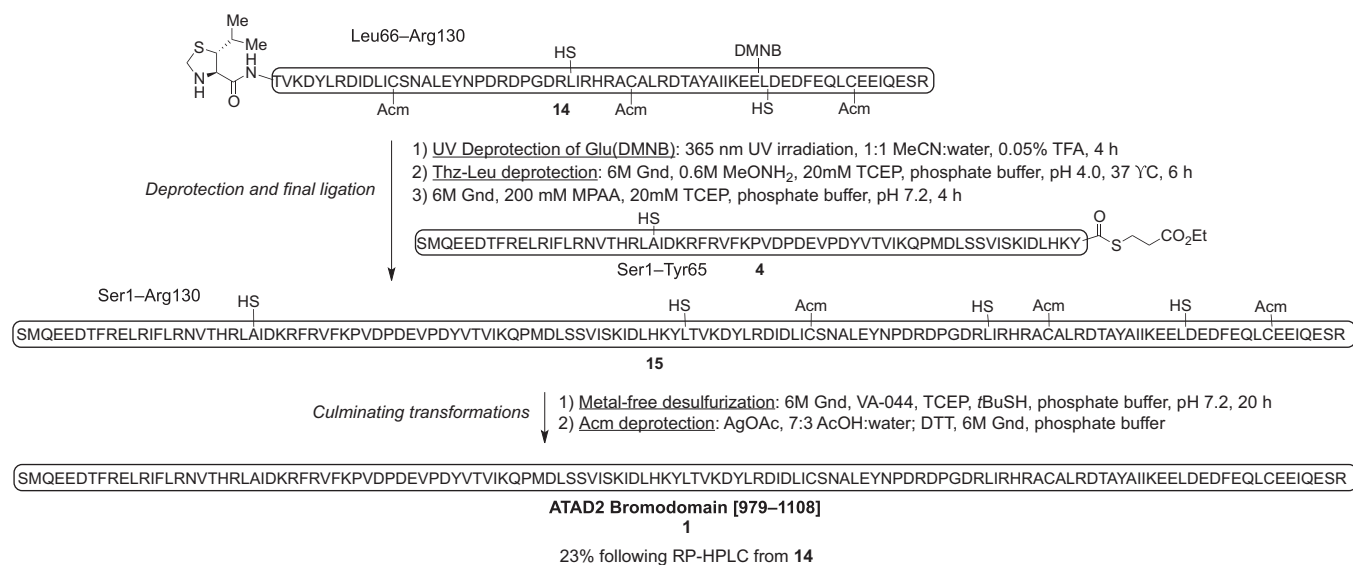 Me
Leu66–Arg130
S
Me
HS
DMNB
H
N
TVKDYLRDIDLICSNALEYNPDRDPGDRLIRHRACALRDTAYAIIKEELDEDFEQLCEEIQESR
N
H
O
Acm
14
Acm
HS
Acm
1) UV Deprotection of Glu(DMNB): 365 nm UV irradiation, 1:1 MeCN:water, 0.05% TFA, 4 h
2) Thz-Leu deprotection: 6M Gnd, 0.6M MeONH2, 20mM TCEP, phosphate buffer, pH 4.0, 37 ϒC, 6 h
Deprotection and final ligation
3) 6M Gnd, 200 mM MPAA, 20mM TCEP, phosphate buffer, pH 7.2, 4 h
HS
O
SMQEEDTFRELRIFLRNVTHRLAIDKRFRVFKPVDPDEVPDYVTVIKQPMDLSSVISKIDLHKY
S
CO2Et
Ser1–Tyr65
4
Ser1–Arg130
HS
HS
Acm
HS
Acm
HS
Acm
SMQEEDTFRELRIFLRNVTHRLAIDKRFRVFKPVDPDEVPDYVTVIKQPMDLSSVISKIDLHKYLTVKDYLRDIDLICSNALEYNPDRDPGDRLIRHRACALRDTAYAIIKEELDEDFEQLCEEIQESR
15
1) Metal-free desulfurization: 6M Gnd, VA-044, TCEP, tBuSH, phosphate buffer, pH 7.2, 20 h
Culminating transformations
2) Acm deprotection: AgOAc, 7:3 AcOH:water; DTT, 6M Gnd, phosphate buffer
SMQEEDTFRELRIFLRNVTHRLAIDKRFRVFKPVDPDEVPDYVTVIKQPMDLSSVISKIDLHKYLTVKDYLRDIDLICSNALEYNPDRDPGDRLIRHRACALRDTAYAIIKEELDEDFEQLCEEIQESR
ATAD2 Bromodomain [979–1108]
1
23% following RP-HPLC from 14